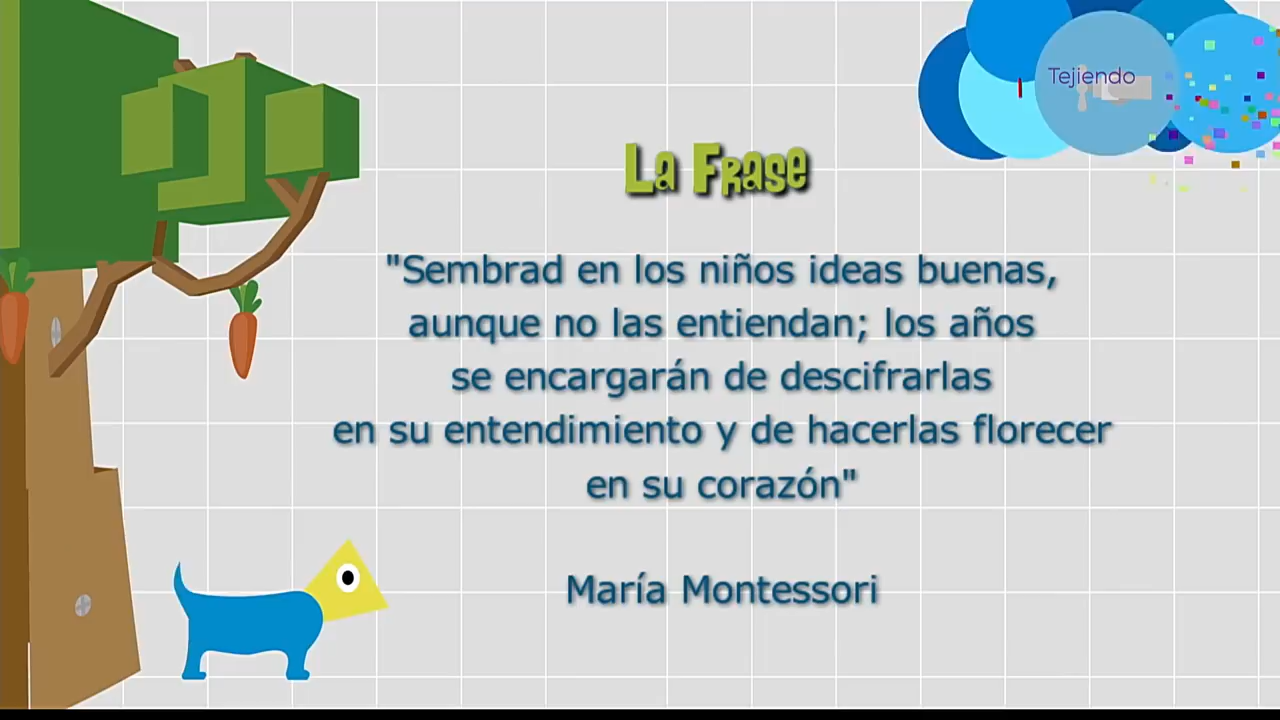 Tejiendo
La Frase
"Sembrad en los niños ideas buenas,
aunque no las entiendan; los años
se encargarán de descifrarlas
en su entendimiento y de hacerlas florecer
en su corazón"
María Montessori